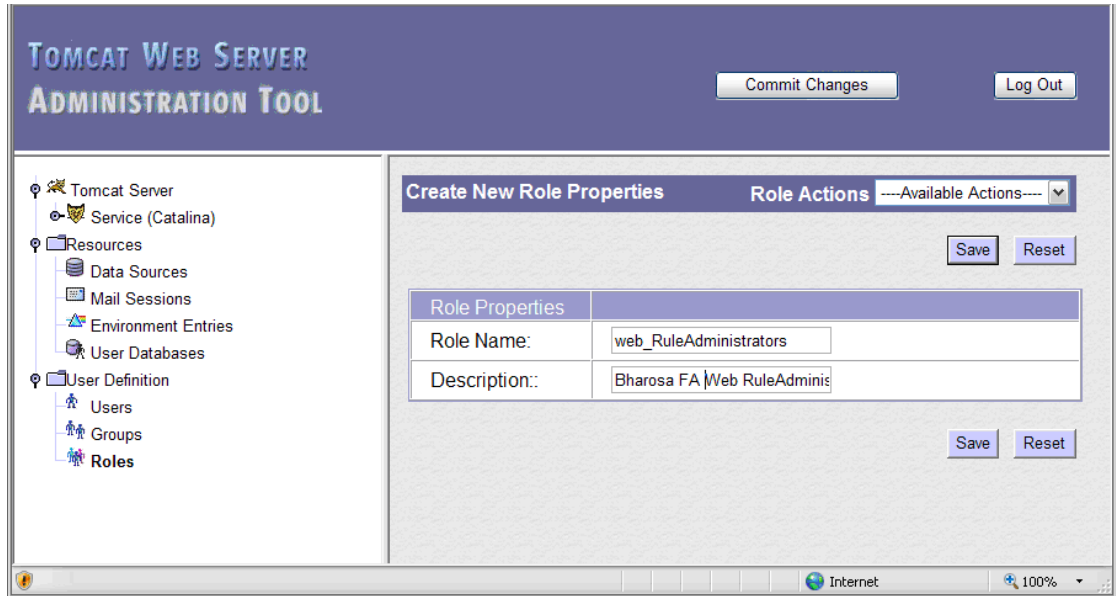 TOMCAT WEB SERVER
ADMINISTRATION TOOL
Commit Changes
Log Out
Tomcat Server
Service (Catalina)
Resources
Data Sources
Mail Sessions
Environment Entries
User Databases
User Definition
Users
Groups
Roles
Create New Role Properties
Role Actions ----Available Actions----
Save Reset
Role Properties
Role Name: web_RuleAdministrators
Description:: Bharosa FA Web RuleAdminis
Save Reset
Internet
100%